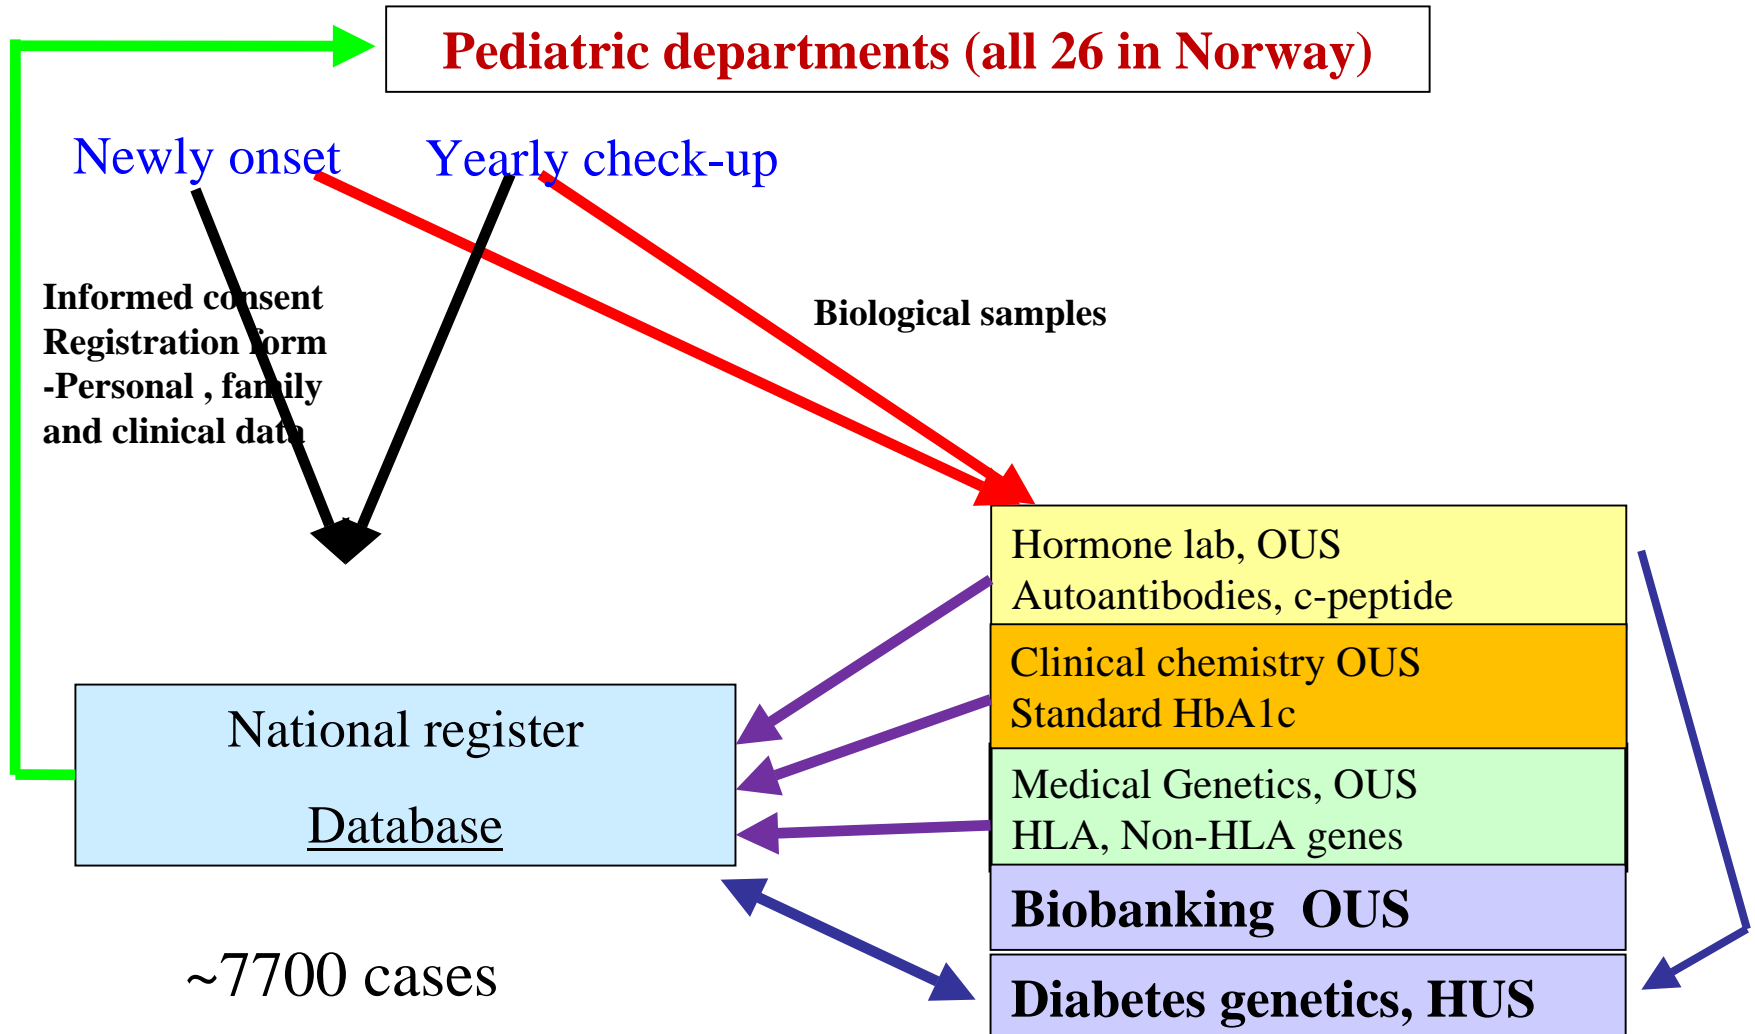 Pediatric departments (all 26 in Norway)
Newly onset
Yearly check-up
Informed consent
Registration form
-Personal , family
and clinical data
Biological samples
Hormone lab, OUS
Autoantibodies, c-peptide
Clinical chemistry OUS
Standard HbA1c
Medical Genetics, OUS
HLA, Non-HLA genes
Biobanking OUS
Diabetes genetics, HUS
National register
Database
~7700 cases